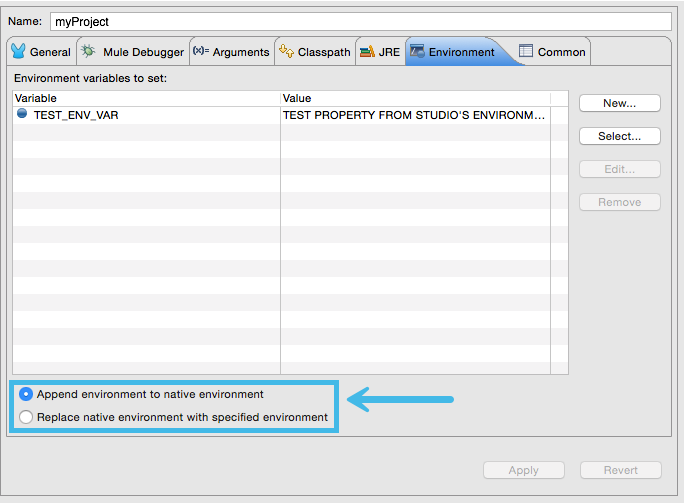 Name: myProject
General Mule Debugger (x)= Arguments Classpath JRE Environment Common
Environment variables to set:
Variable Value
TEST_ENV_VAR TEST PROPERTY FROM STUDIO'S ENVIRONM...
New...
Select...
Edit...
Remove
Append environment to native environment
Replace native environment with specified environment
Apply Revert